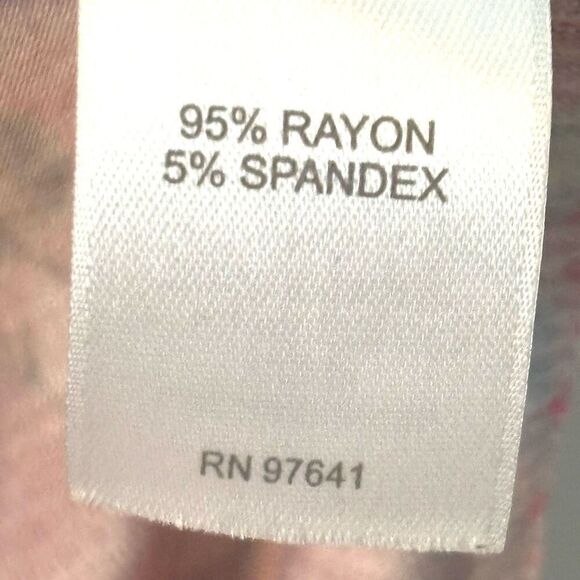 95% RAYON
5% SPANDEX
RN 97641